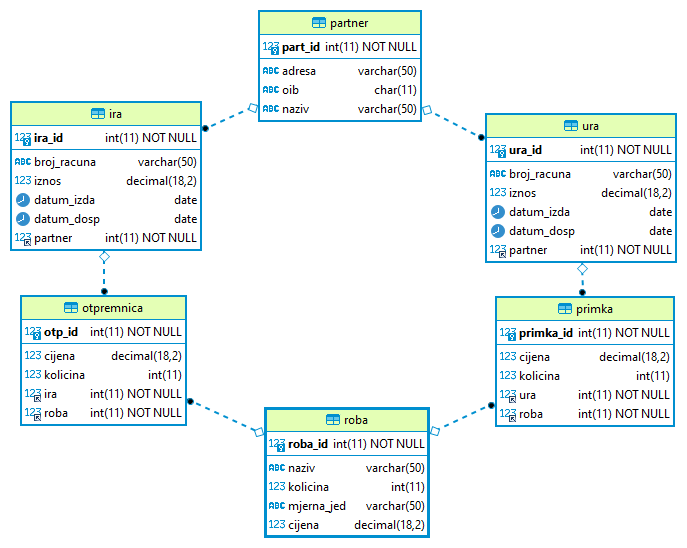 partner
123 part_id int(11) NOT NULL
ABC adresa varchar(50)
ABC oib char(11)
ABC naziv varchar(50)
ira
123 ira_id int(11) NOT NULL
ABC broj_racuna varchar(50)
123 iznos decimal(18,2)
datum_izda date
datum_dosp date
123 partner int(11) NOT NULL
ura
123 ura_id int(11) NOT NULL
ABC broj_racuna varchar(50)
123 iznos decimal(18,2)
datum_izda date
datum_dosp date
123 partner int(11) NOT NULL
otpremnica
123 otp_id int(11) NOT NULL
123 cijena decimal(18,2)
123 kolicina int(11)
123 ira int(11) NOT NULL
123 roba int(11) NOT NULL
primka
123 primka_id int(11) NOT NULL
123 cijena decimal(18,2)
123 kolicina int(11)
123 ura int(11) NOT NULL
123 roba int(11) NOT NULL
roba
123 roba_id int(11) NOT NULL
ABC naziv varchar(50)
123 kolicina int(11)
ABC mjerna_jed varchar(50)
123 cijena decimal(18,2)